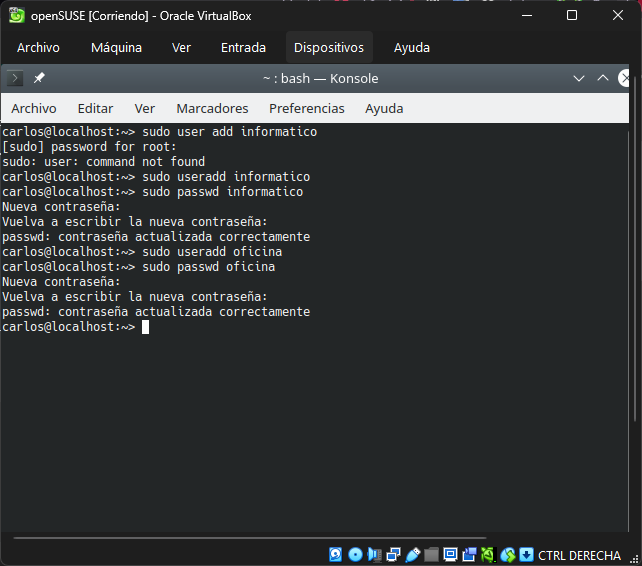 openSUSE [Corriendo] - Oracle VirtualBox
Archivo Máquina Ver Entrada Dispositivos Ayuda
~ : bash — Konsole
Archivo Editar Ver Marcadores Preferencias Ayuda
carlos@localhost:~> sudo user add informatico
[sudo] password for root:
sudo: user: command not found
carlos@localhost:~> sudo useradd informatico
carlos@localhost:~> sudo passwd informatico
Nueva contraseña:
Vuelva a escribir la nueva contraseña:
passwd: contraseña actualizada correctamente
carlos@localhost:~> sudo useradd oficina
carlos@localhost:~> sudo passwd oficina
Nueva contraseña:
Vuelva a escribir la nueva contraseña:
passwd: contraseña actualizada correctamente
carlos@localhost:~>
CTRL DERECHA